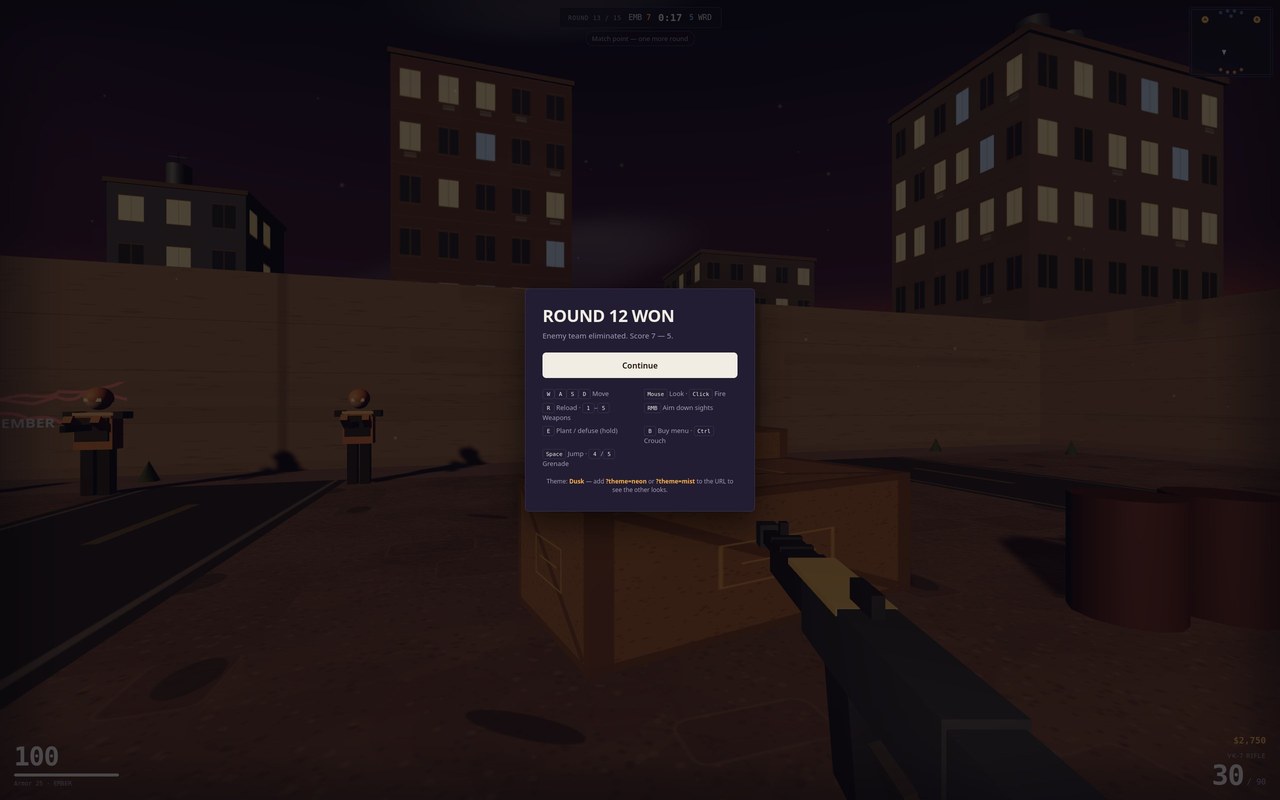 ROUND 13 / 15 EMB 7 0:17 5 WRD
Match point — one more round
EMBER
ROUND 12 WON
Enemy team eliminated. Score 7 — 5.
Continue
W A S D Move
Mouse Look · Click Fire
R Reload · 1 – 5 Weapons
RMB Aim down sights
E Plant / defuse (hold)
B Buy menu · Ctrl Crouch
Space Jump · 4 / 5 Grenade
Theme: Dusk — add ?theme=neon or ?theme=mist to the URL to
see the other looks.
100
$2,750
30 / 90